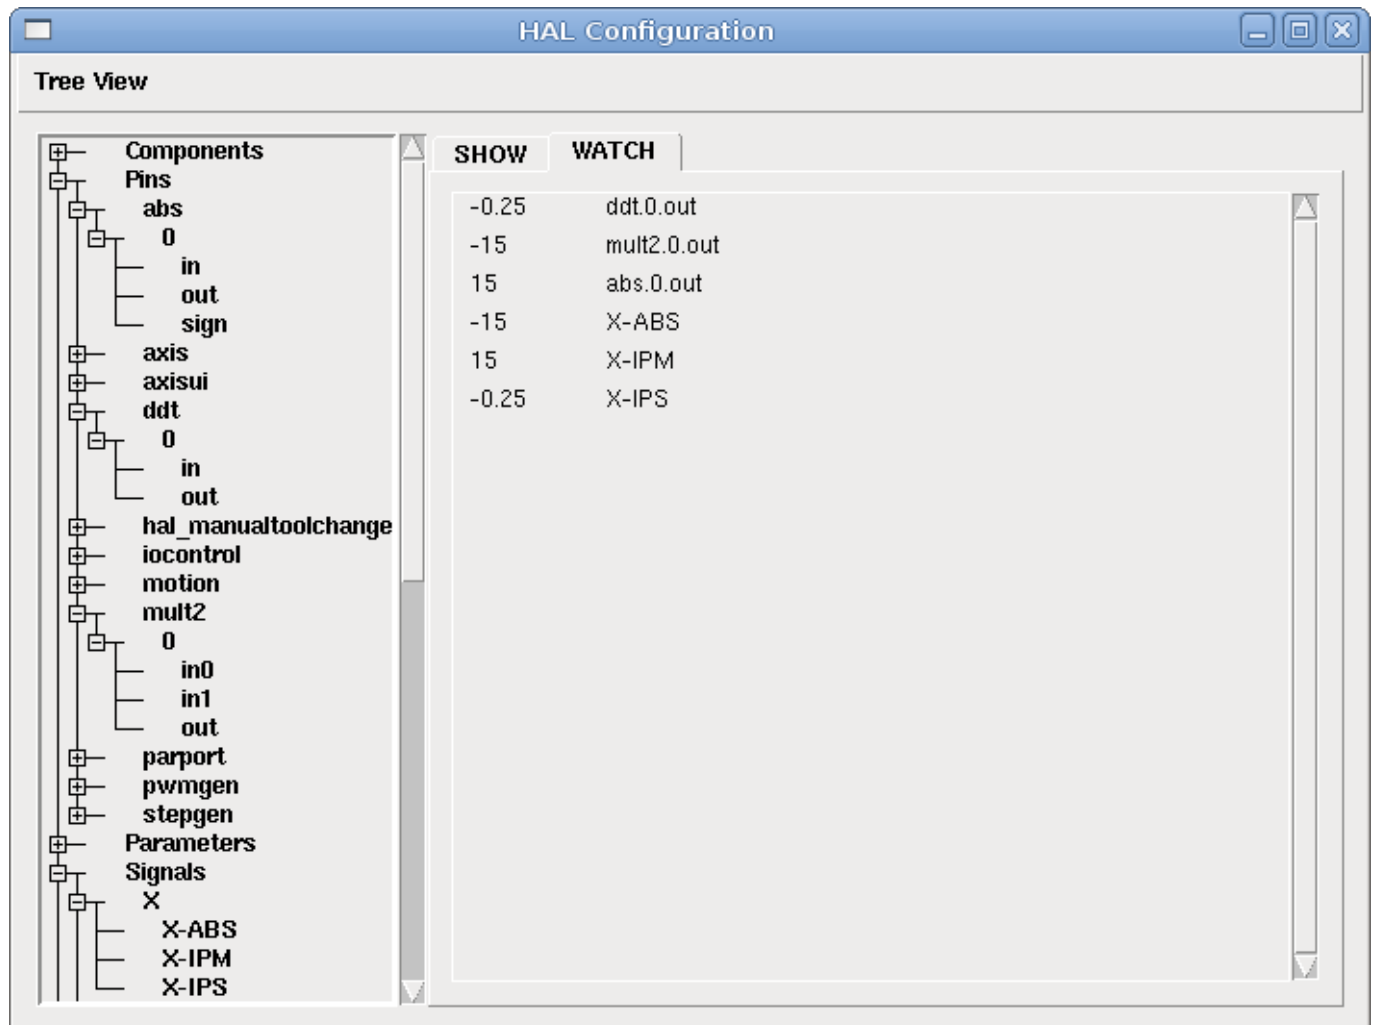 HAL Configuration
Tree View
Components
Pins
abs
0
in
out
sign
axis
axisui
ddt
0
in
out
hal_manualtoolchange
iocontrol
motion
mult2
0
in0
in1
out
parport
pwmgen
stepgen
Parameters
Signals
X
X-ABS
X-IPM
X-IPS
SHOW WATCH
-0.25 ddt.0.out
-15 mult2.0.out
15 abs.0.out
-15 X-ABS
15 X-IPM
-0.25 X-IPS